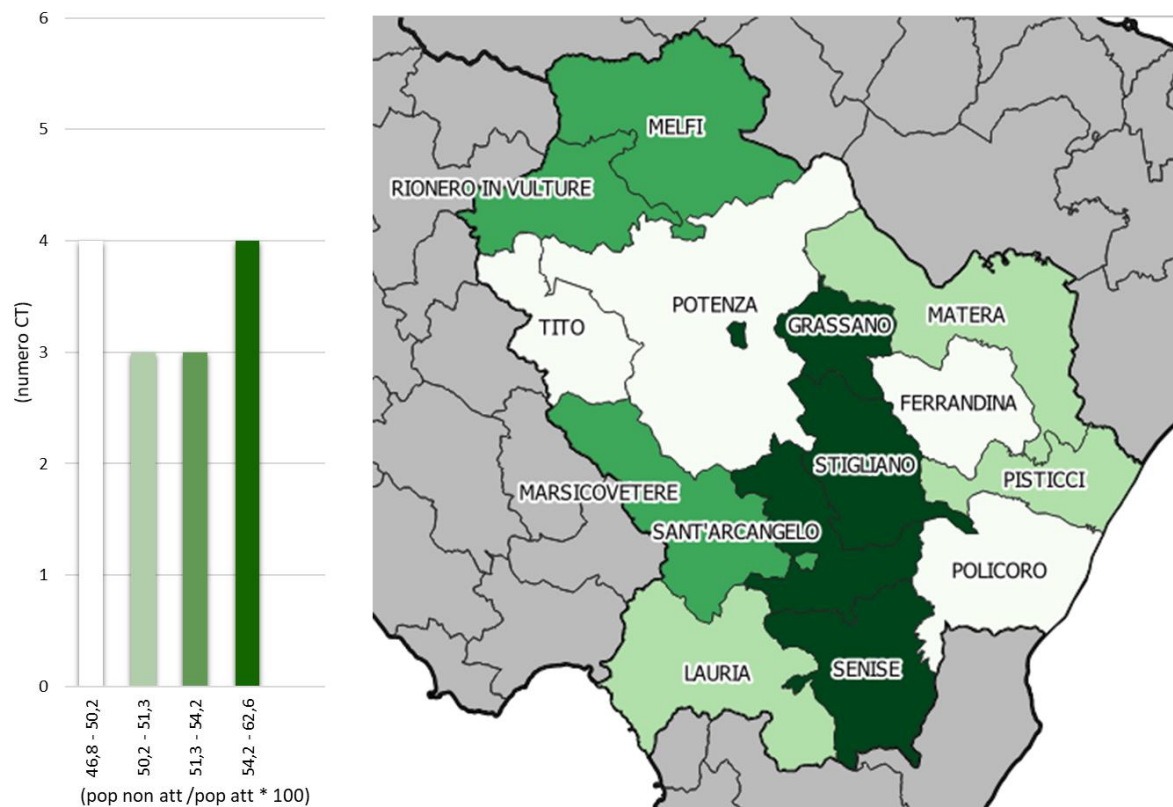 6
5
4
3
2
1
0
(numero CT)
46,8 - 50,2
50,2 - 51,3
51,3 - 54,2
54,2 - 62,6
(pop non att /pop att * 100)
MELFI
RIONERO IN VULTURE
POTENZA
TITO
GRASSANO
MATERA
FERRANDINA
STIGLIANO
PISTICCI
MARSICOVETERE
SANT'ARCANGELO
POLICORO
LAURIA
SENISE